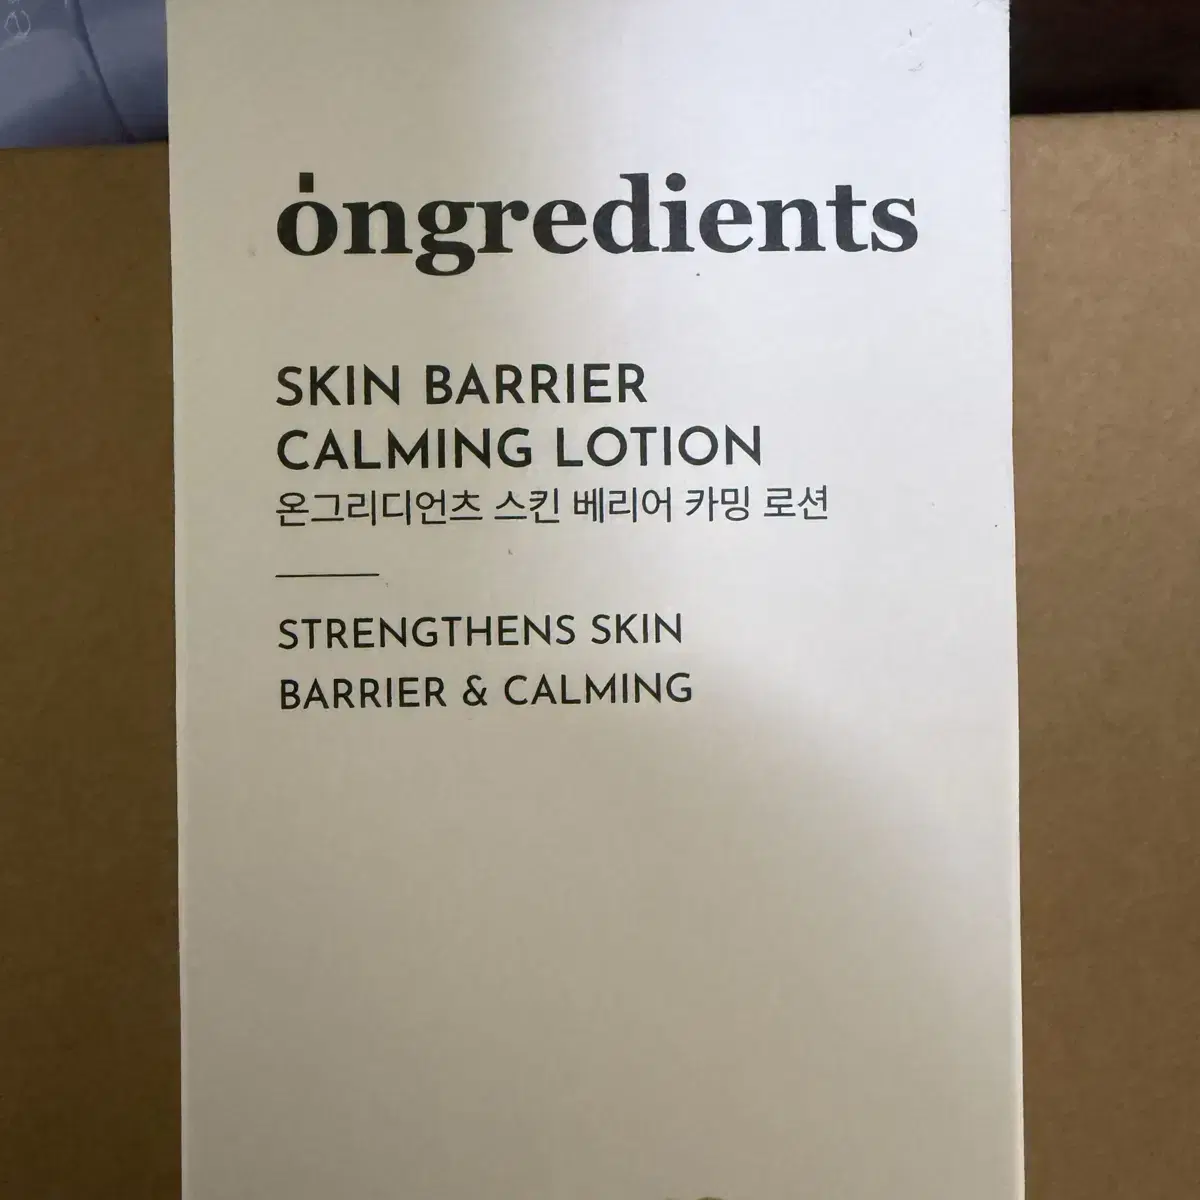 ongredients
SKIN BARRIER
CALMING LOTION
온그리디언츠 스킨 베리어 카밍 로션
STRENGTHENS SKIN
BARRIER & CALMING